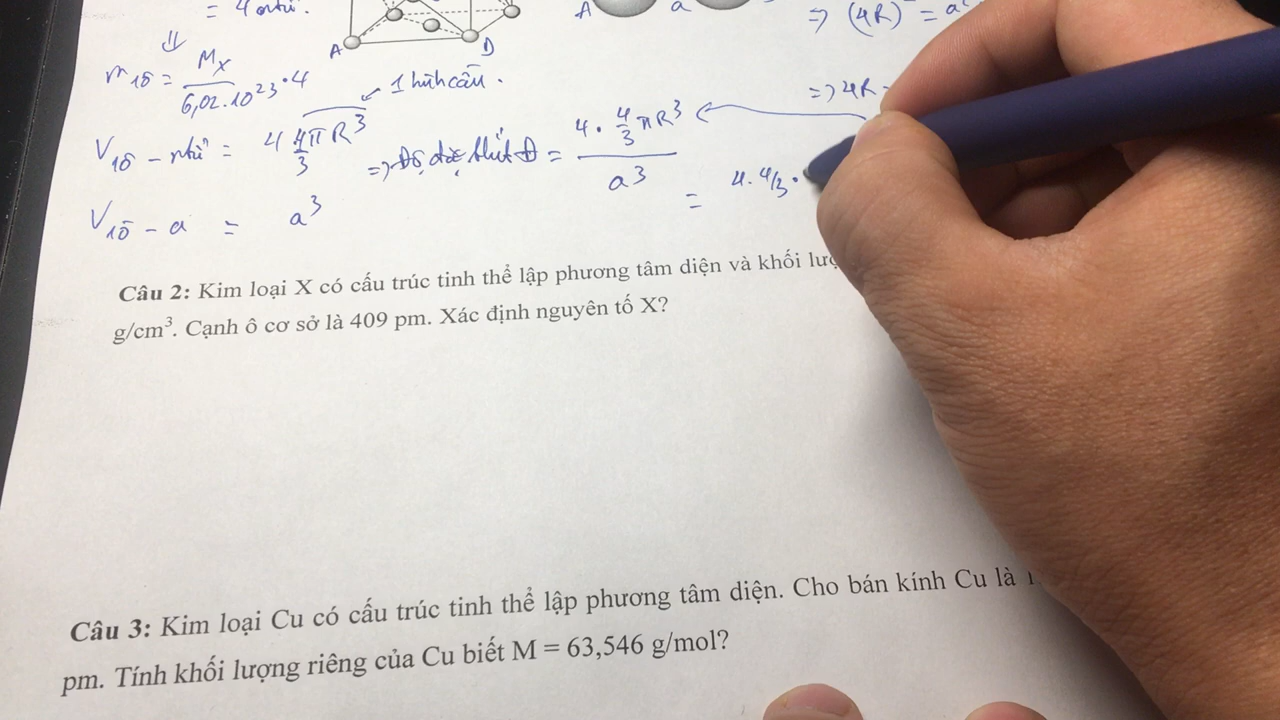 = 4 ntử.
A a => (4R) = a²
A D
m1ô = Mx / 6,02.10²³ . 4
1 hình cầu.
=> 4R
V1ô - ntử = 4 4/3 πR³ => Độ đặc khít Đ = 4 . 4/3 πR³ / a³
= 4. 4/3 .
V1ô - a = a³
Câu 2: Kim loại X có cấu trúc tinh thể lập phương tâm diện và khối
g/cm³. Cạnh ô cơ sở là 409 pm. Xác định nguyên tố X?
Câu 3: Kim loại Cu có cấu trúc tinh thể lập phương tâm diện. Cho bán kính Cu là
pm. Tính khối lượng riêng của Cu biết M = 63,546 g/mol?